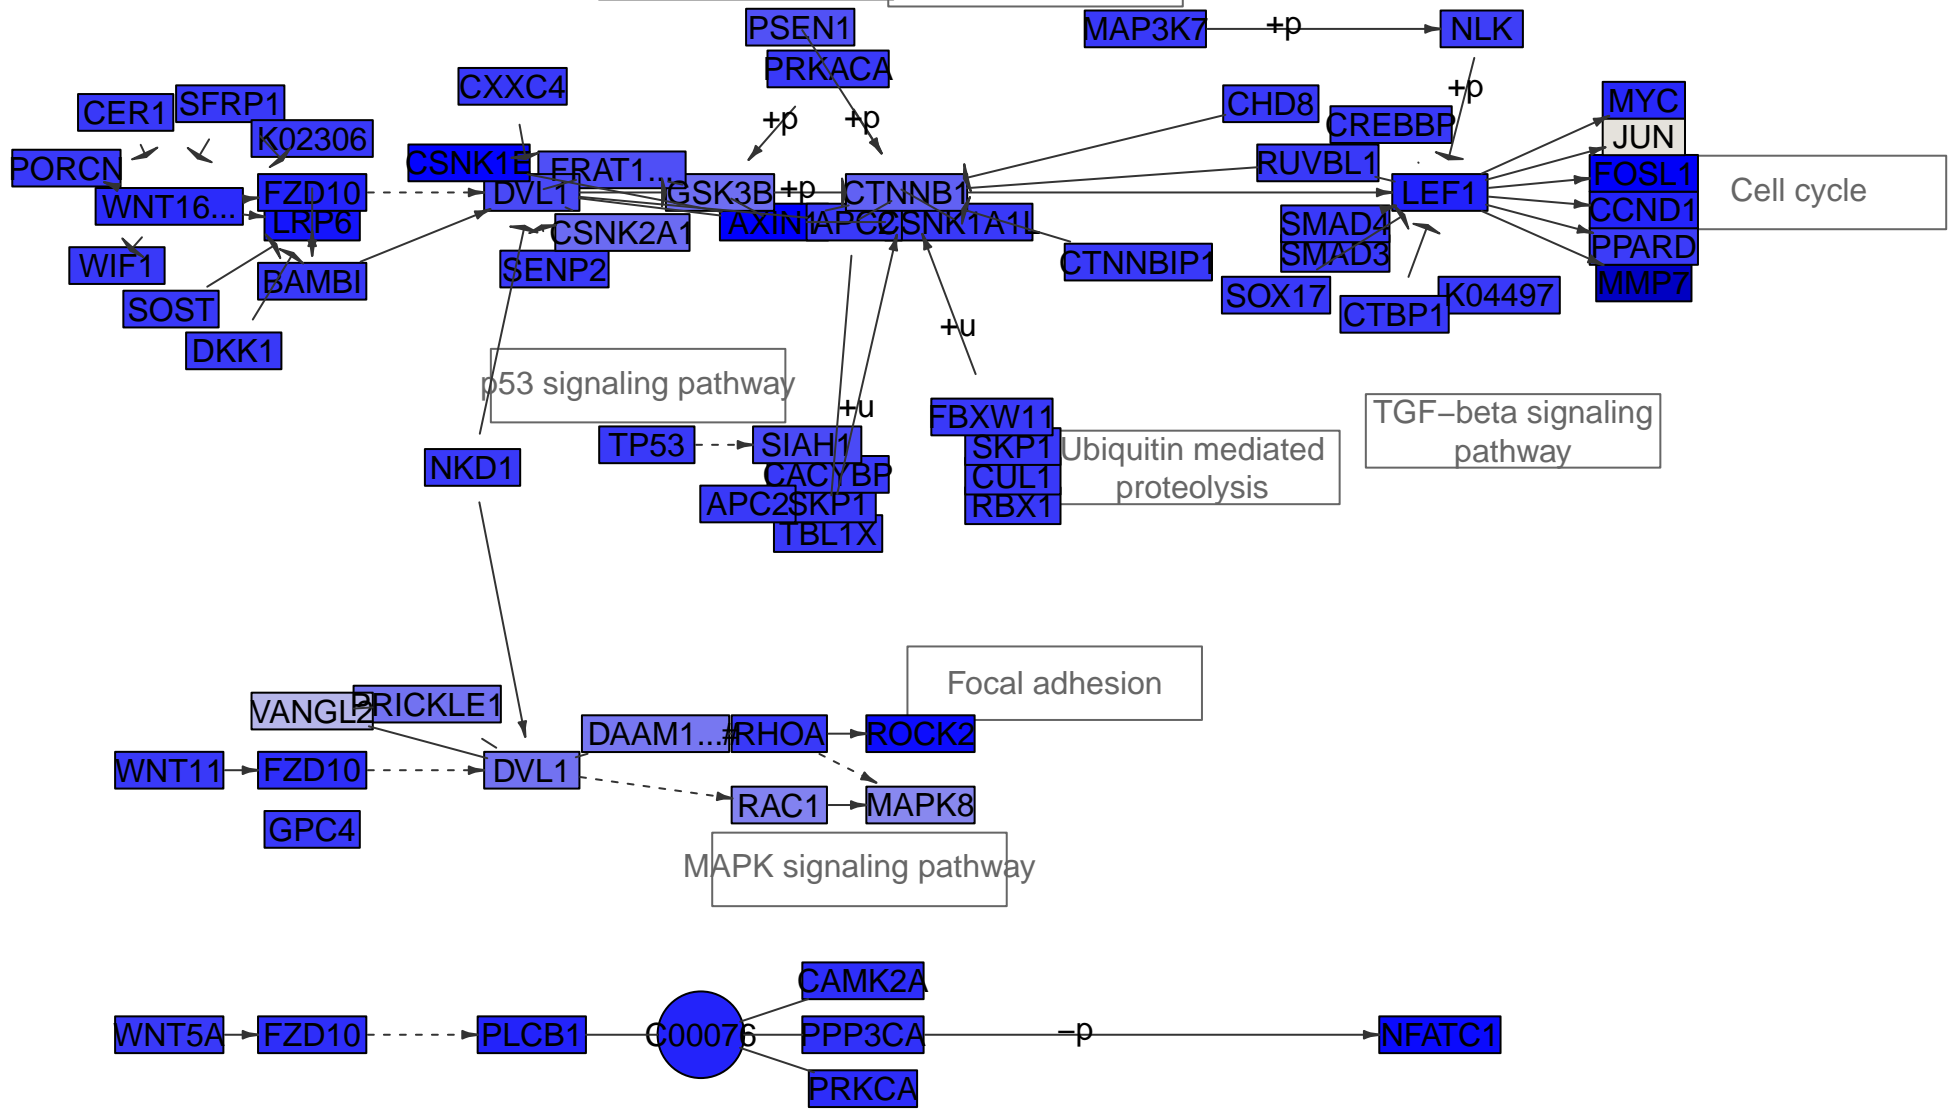 PSEN1
MAP3K7
+p
NLK
PRKACA
CXXC4
CER1
SFRP1
+p
+p
CHD8
+p
MYC
CREBBP
JUN
K02306
PORCN
CSNK1E
FRAT1...
RUVBL1
FOSL1
Cell cycle
WNT16...
FZD10
DVL1
GSK3B
+p
CTNNB1
LEF1
LRP6
CSNK2A1
AXIN1
APC2
CSNK1A1L
SMAD4
CCND1
WIF1
BAMBI
SENP2
CTNNBIP1
SMAD3
PPARD
SOST
SOX17
K04497
MMP7
DKK1
CTBP1
+u
p53 signaling pathway
+u
FBXW11
TGF−beta signaling
pathway
TP53
SIAH1
SKP1
Ubiquitin mediated
proteolysis
NKD1
CACYBP
CUL1
APC2
SKP1
RBX1
TBL1X
Focal adhesion
VANGL2
PRICKLE1
DAAM1...#
RHOA
ROCK2
WNT11
FZD10
DVL1
RAC1
MAPK8
GPC4
MAPK signaling pathway
CAMK2A
WNT5A
FZD10
PLCB1
C00076
PPP3CA
−p
NFATC1
PRKCA